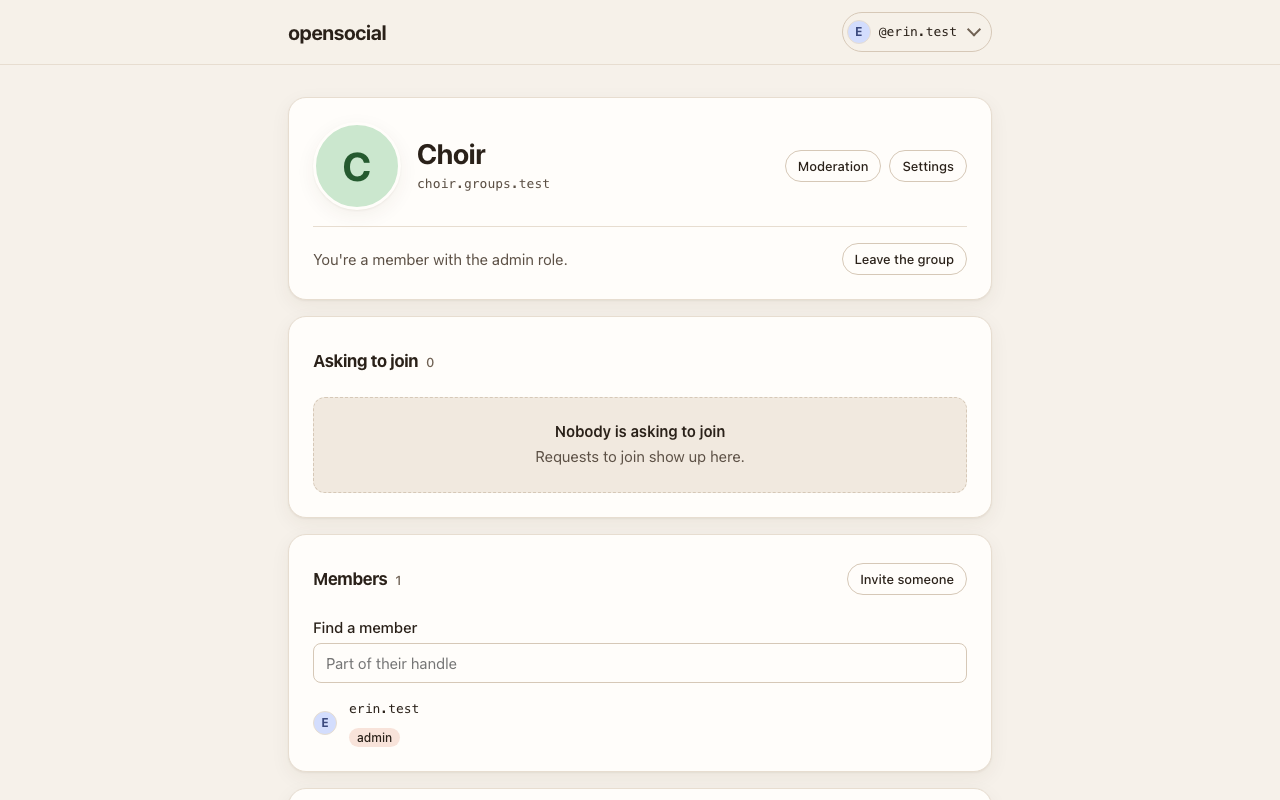 opensocial
E @erin.test
C
Choir
choir.groups.test
Moderation
Settings
You're a member with the admin role.
Leave the group
Asking to join 0
Nobody is asking to join
Requests to join show up here.
Members 1
Invite someone
Find a member
Part of their handle
E
erin.test
admin